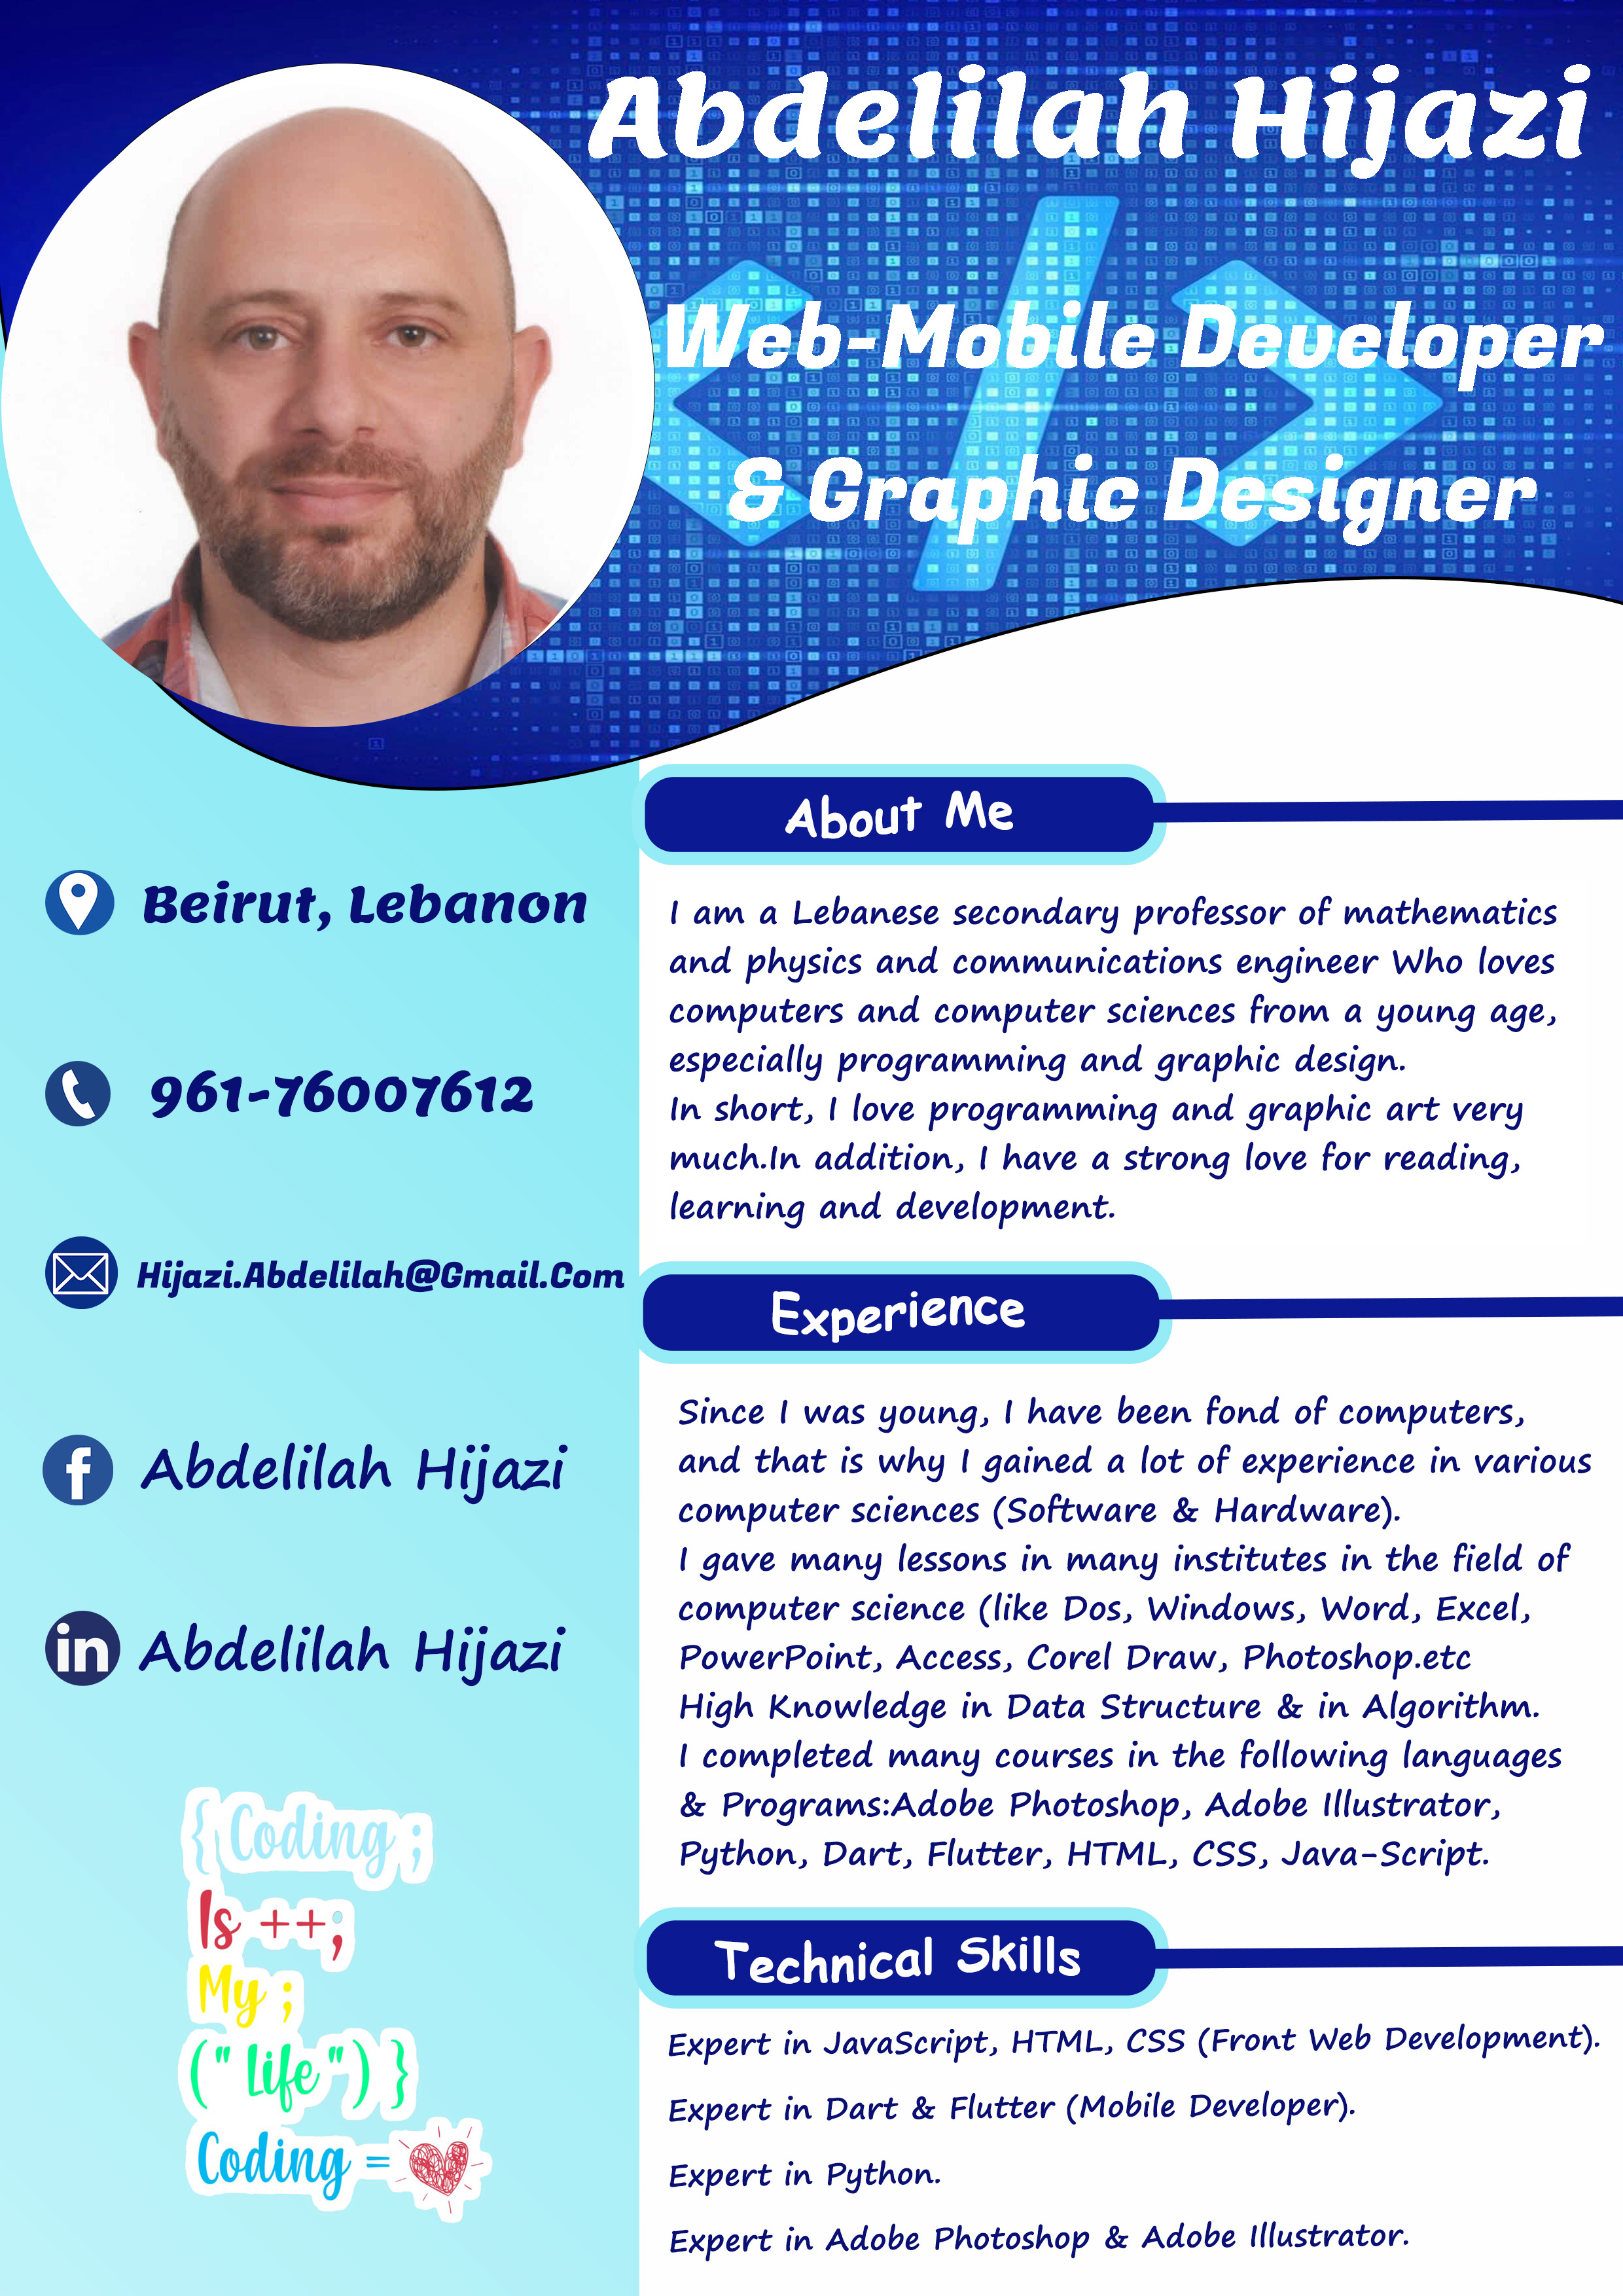 Abdelilah Hijazi
Web-Mobile Developer
& Graphic Designer
Beirut, Lebanon
961-76007612
Hijazi.Abdelilah@Gmail.Com
f Abdelilah Hijazi
in Abdelilah Hijazi
{ Coding ;
Is ++;
My ;
(" Life ") }
Coding =
About Me
I am a Lebanese secondary professor of mathematics
and physics and communications engineer Who loves
computers and computer sciences from a young age,
especially programming and graphic design.
In short, I love programming and graphic art very
much.In addition, I have a strong love for reading,
learning and development.
Experience
Since I was young, I have been fond of computers,
and that is why I gained a lot of experience in various
computer sciences (Software & Hardware).
I gave many lessons in many institutes in the field of
computer science (like Dos, Windows, Word, Excel,
PowerPoint, Access, Corel Draw, Photoshop.etc
High Knowledge in Data Structure & in Algorithm.
I completed many courses in the following languages
& Programs:Adobe Photoshop, Adobe Illustrator,
Python, Dart, Flutter, HTML, CSS, Java-Script.
Technical Skills
Expert in JavaScript, HTML, CSS (Front Web Development).
Expert in Dart & Flutter (Mobile Developer).
Expert in Python.
Expert in Adobe Photoshop & Adobe Illustrator.